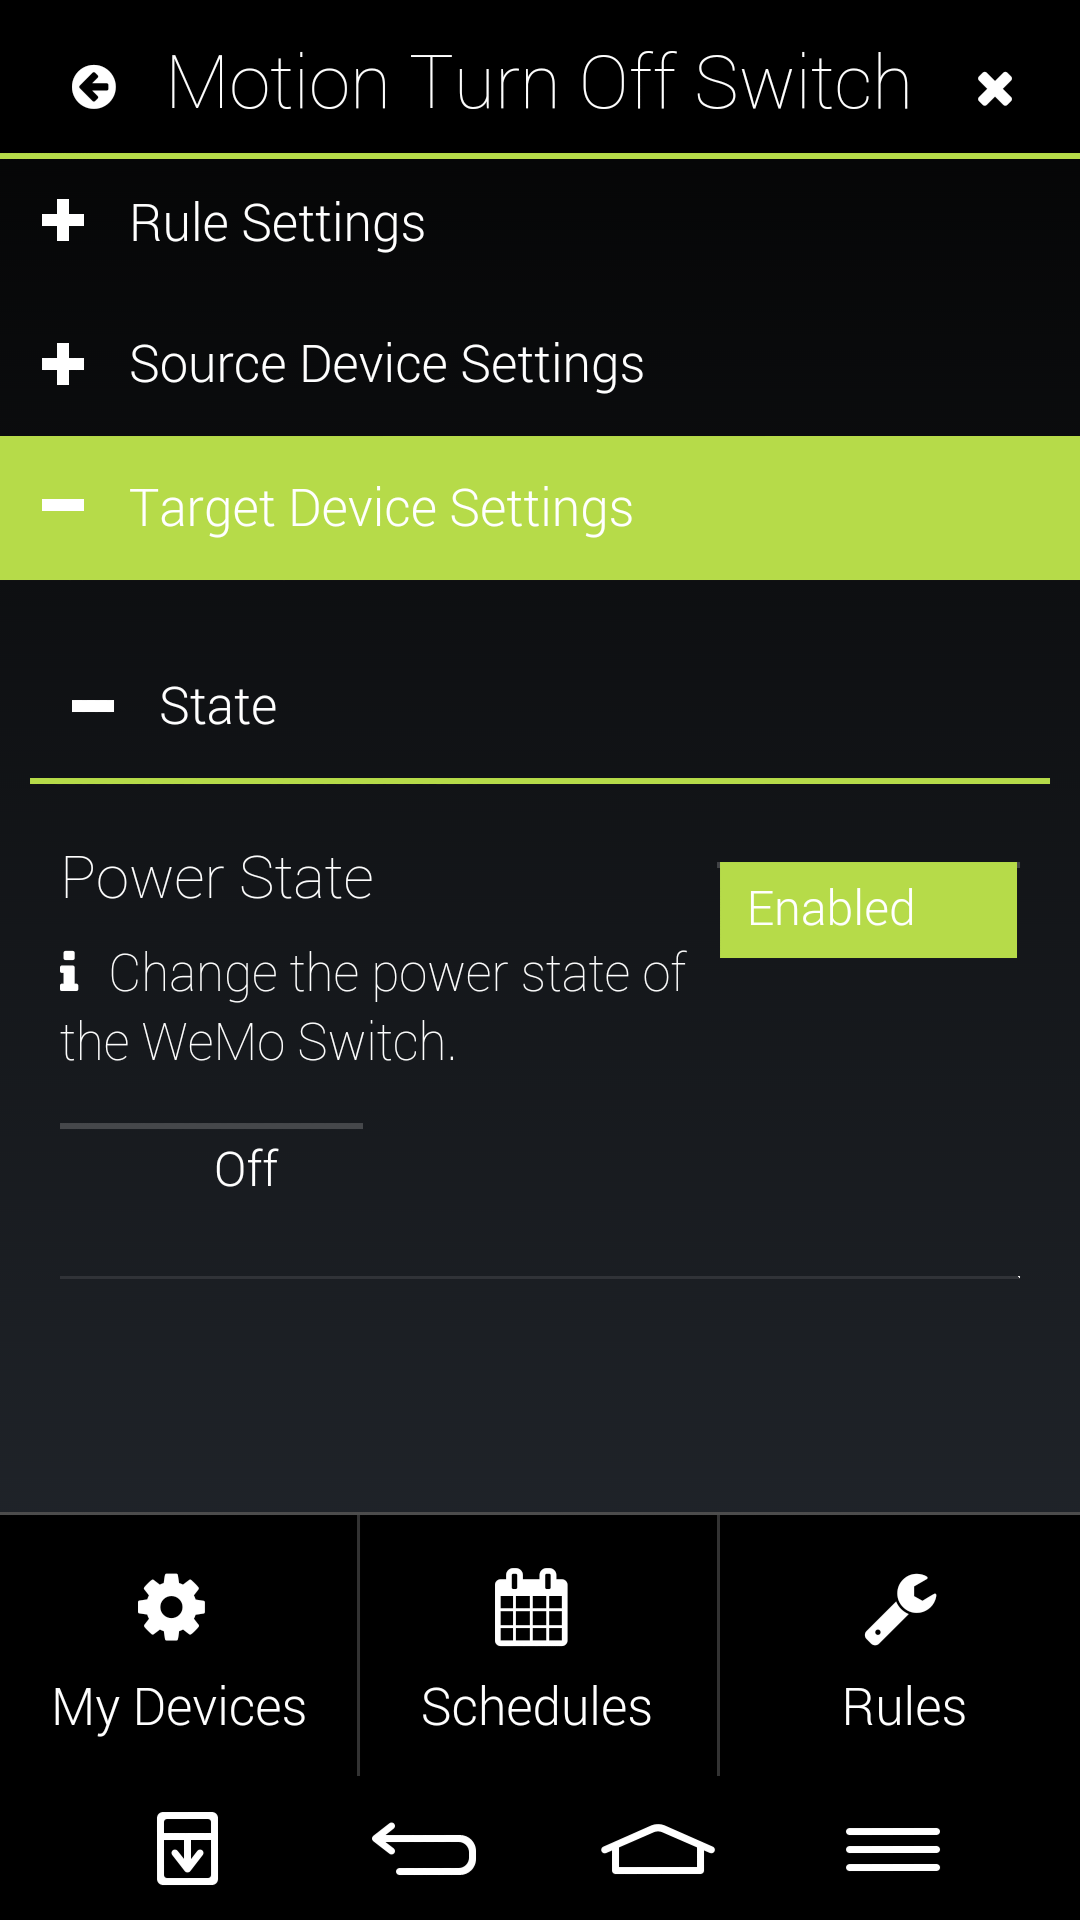 Motion Turn Off Switch
Rule Settings
Source Device Settings
Target Device Settings
State
Power State
Enabled
Change the power state of
the WeMo Switch.
Off
My Devices
Schedules
Rules